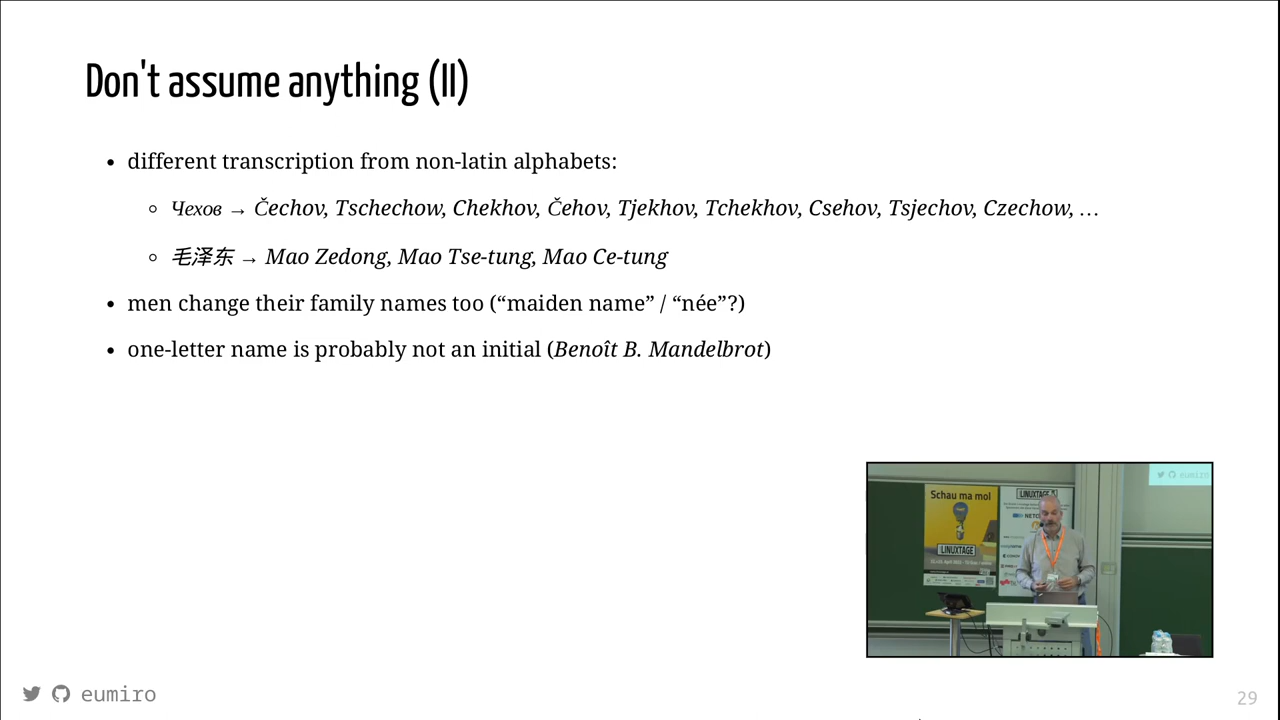 Don't assume anything (II)
• different transcription from non-latin alphabets:
◦ Чехов → Čechov, Tschechow, Chekhov, Čehov, Tjekhov, Tchekhov, Csehov, Tsjechov, Czechow, …
◦ 毛泽东 → Mao Zedong, Mao Tse-tung, Mao Ce-tung
• men change their family names too (“maiden name” / “née”?)
• one-letter name is probably not an initial (Benoît B. Mandelbrot)
eumiro
Schau ma mol
LINUXTAGE
LINUXTAGE
eumiro
29